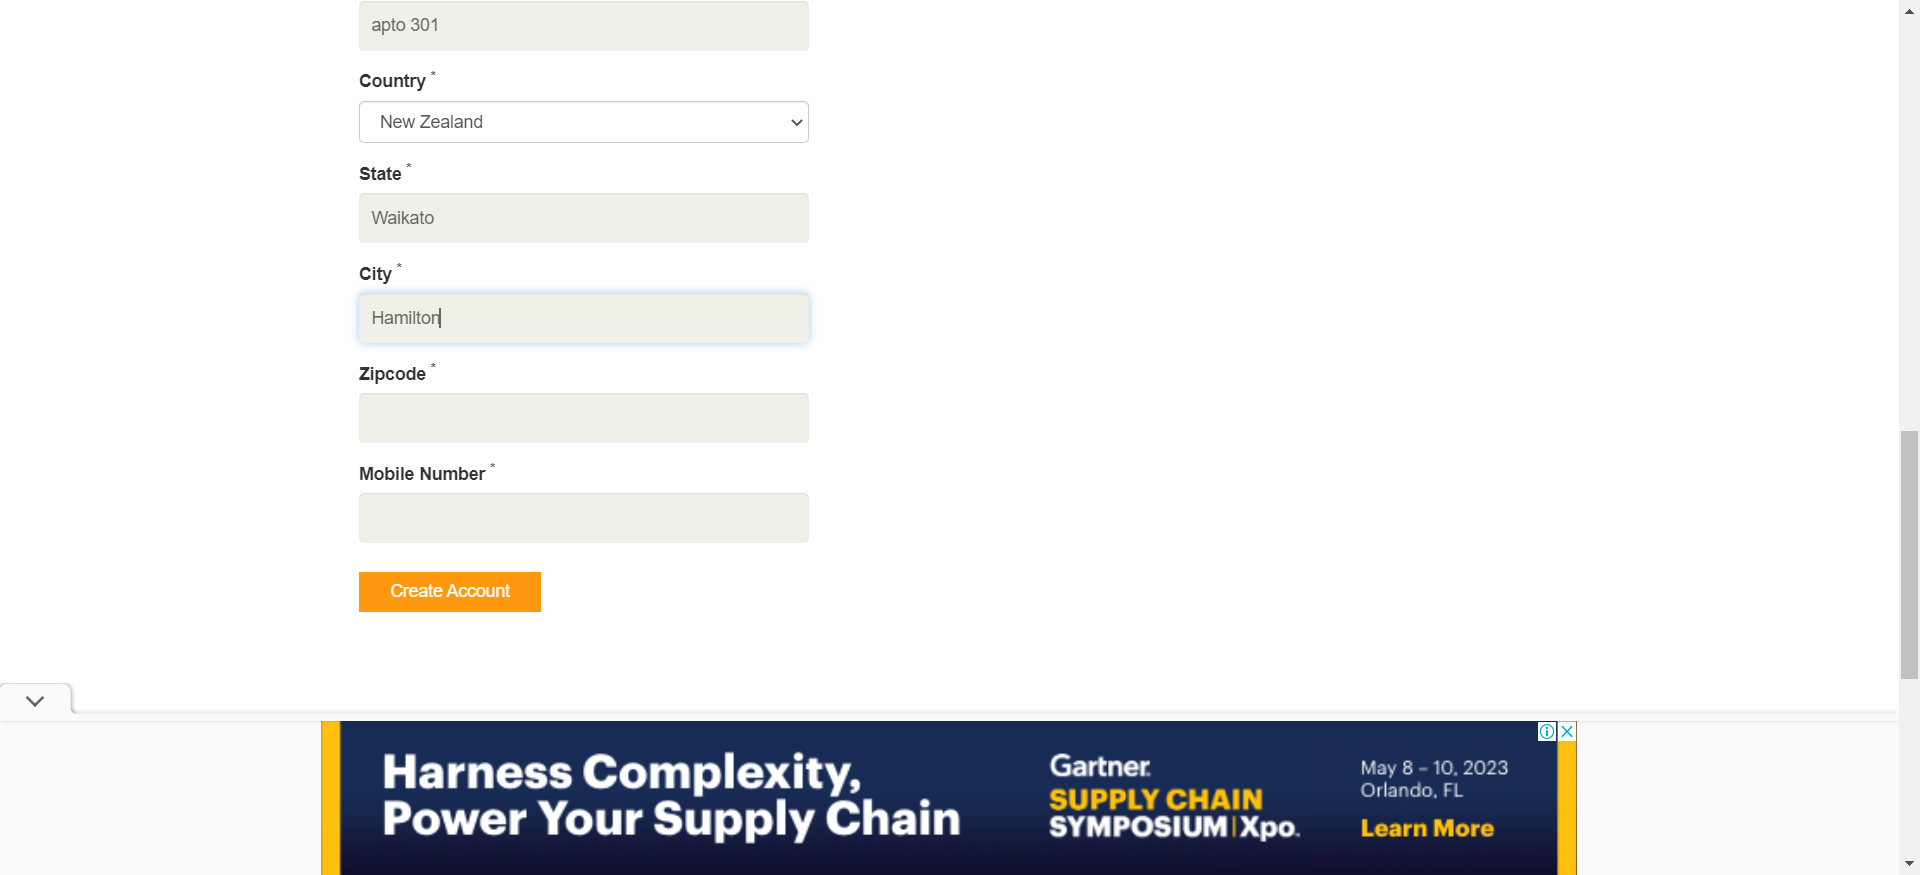 apto 301
Country *
New Zealand
State *
Waikato
City *
Hamilton
Zipcode *
Mobile Number *
Create Account
Harness Complexity,
Power Your Supply Chain
Gartner
SUPPLY CHAIN
SYMPOSIUM | Xpo.
May 8 – 10, 2023
Orlando, FL
Learn More